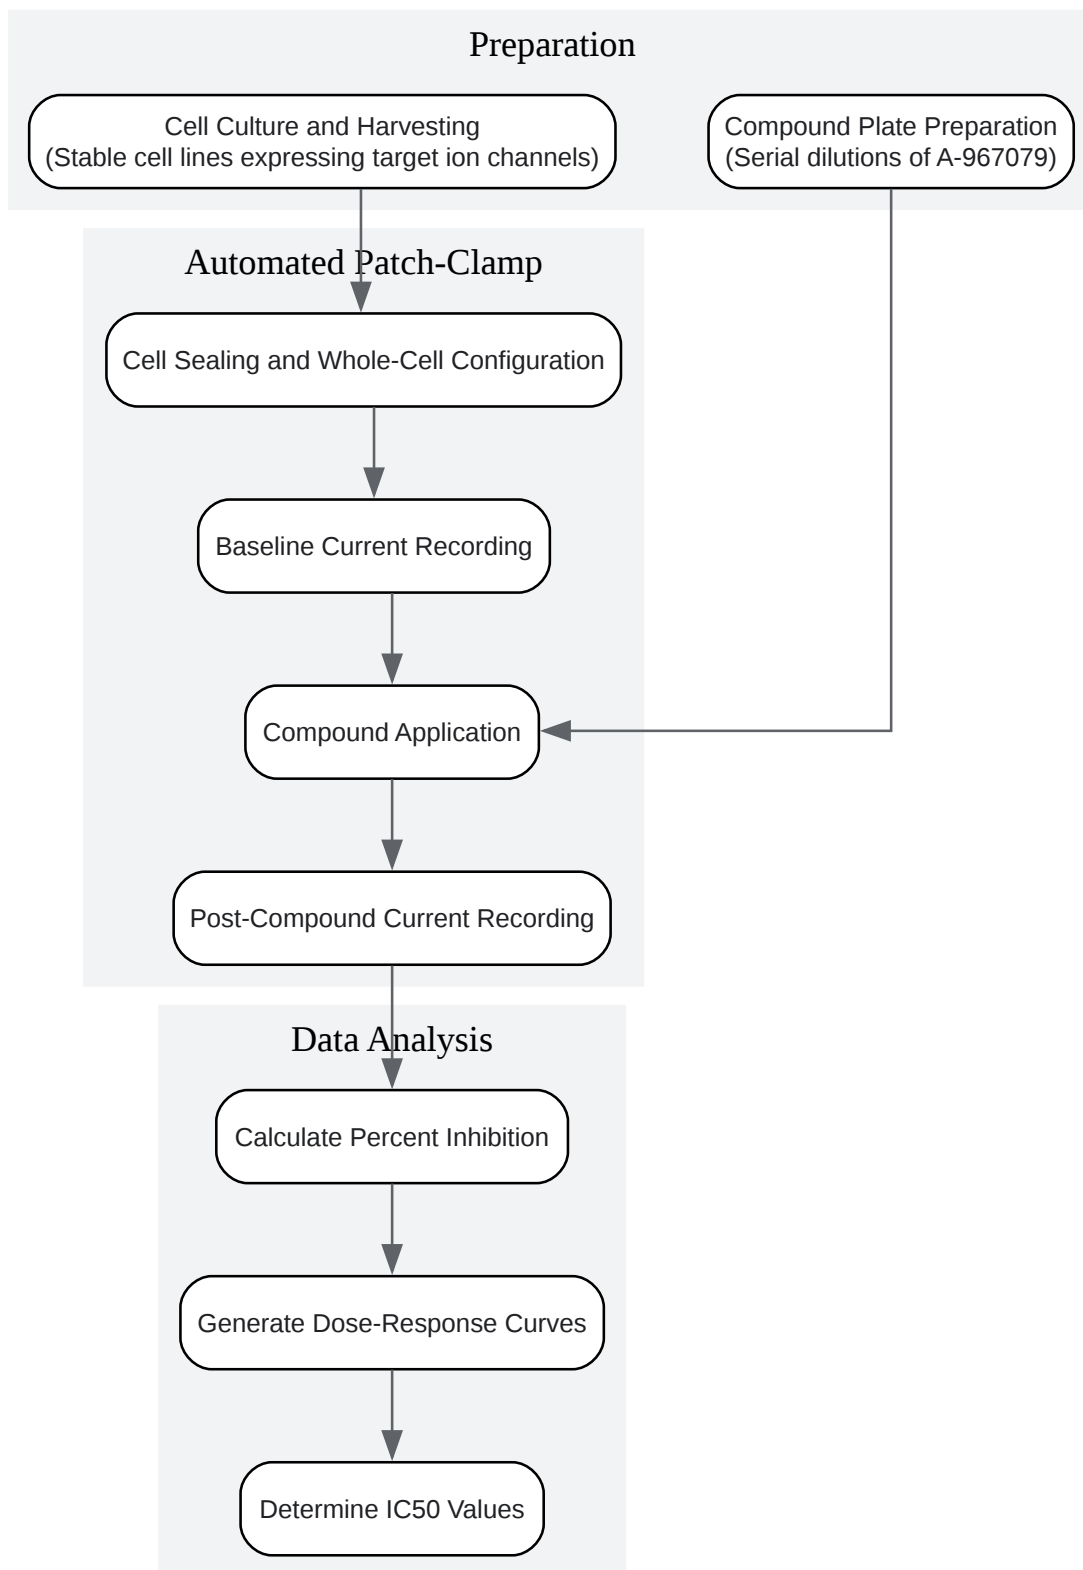 Preparation
Cell Culture and Harvesting
(Stable cell lines expressing target ion channels)
Compound Plate Preparation
(Serial dilutions of A-967079)
Automated Patch-Clamp
Cell Sealing and Whole-Cell Configuration
Baseline Current Recording
Compound Application
Post-Compound Current Recording
Data Analysis
Calculate Percent Inhibition
Generate Dose-Response Curves
Determine IC50 Values